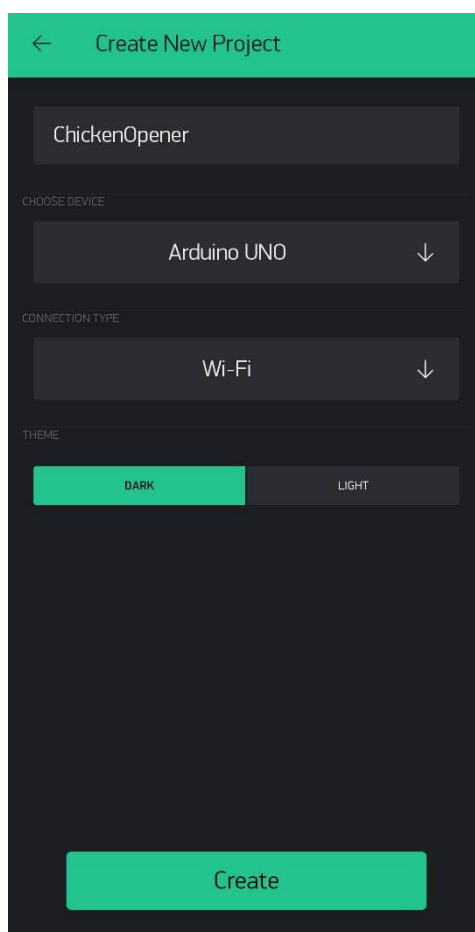 Create New Project
ChickenOpener
CHOOSE DEVICE
Arduino UNO
CONNECTION TYPE
Wi-Fi
THEME
DARK LIGHT
Create